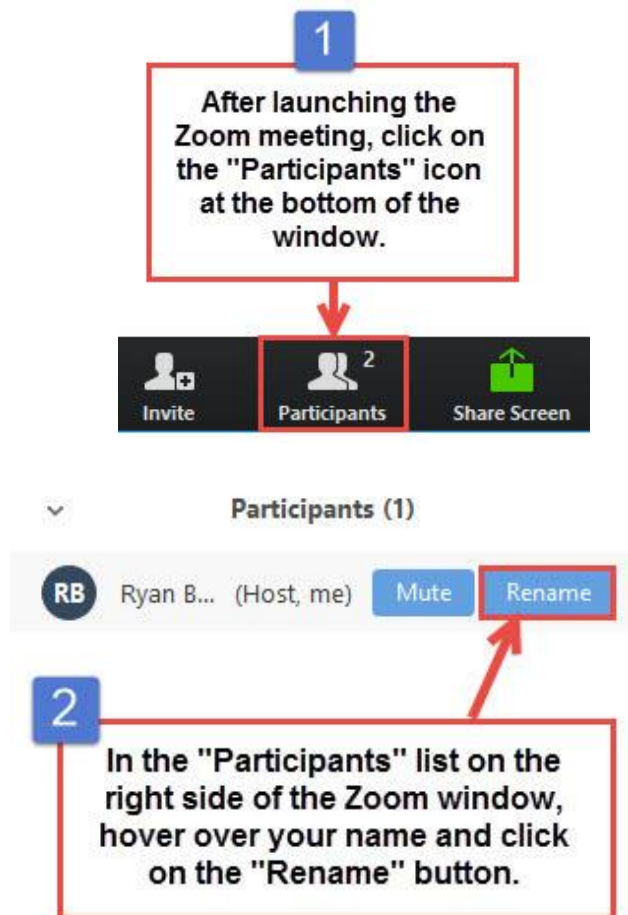 1
After launching the
Zoom meeting, click on
the "Participants" icon
at the bottom of the
window.
2
Invite
Participants
Share Screen
Participants (1)
RB
Ryan B...
(Host, me)
Mute
Rename
2
In the "Participants" list on the
right side of the Zoom window,
hover over your name and click
on the "Rename" button.